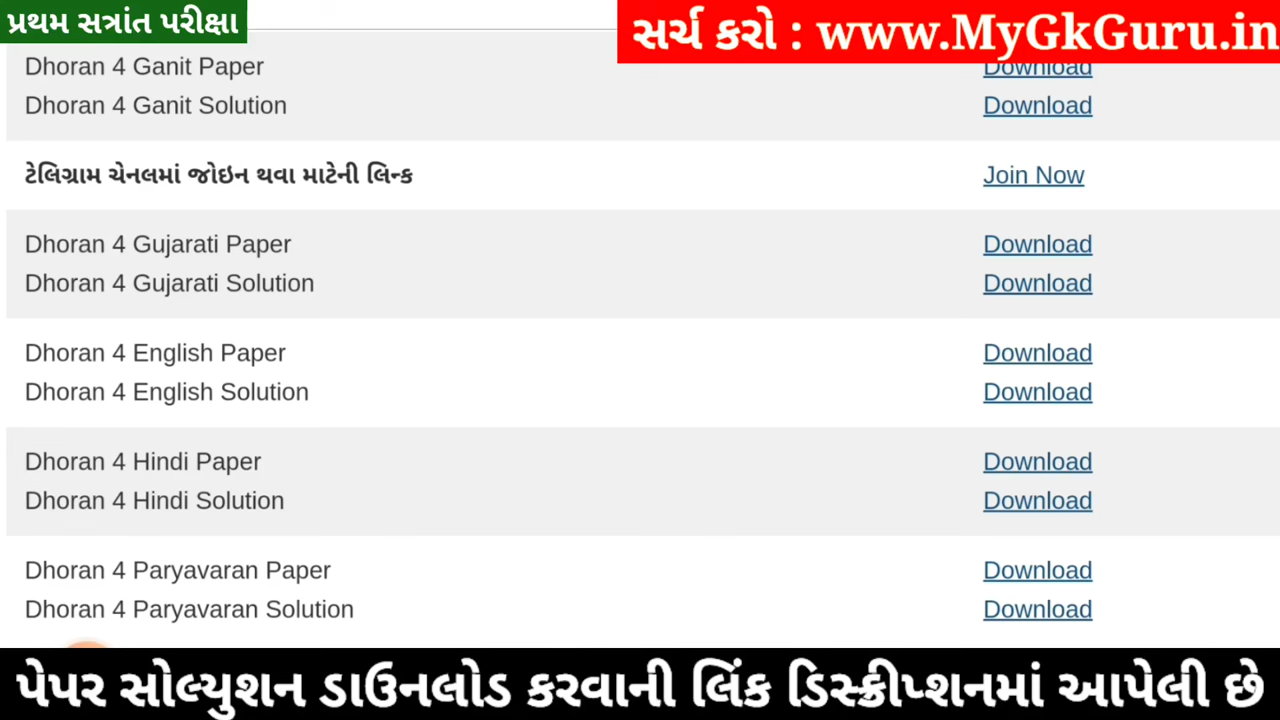 પ્રથમ સત્રાંત પરીક્ષા
સર્ચ કરો : www.MyGkGuru.in
Dhoran 4 Ganit Paper Download
Dhoran 4 Ganit Solution Download
ટેલિગ્રામ ચેનલમાં જોઇન થવા માટેની લિન્ક Join Now
Dhoran 4 Gujarati Paper Download
Dhoran 4 Gujarati Solution Download
Dhoran 4 English Paper Download
Dhoran 4 English Solution Download
Dhoran 4 Hindi Paper Download
Dhoran 4 Hindi Solution Download
Dhoran 4 Paryavaran Paper Download
Dhoran 4 Paryavaran Solution Download
પેપર સોલ્યુશન ડાઉનલોડ કરવાની લિંક ડિસ્ક્રીપ્શનમાં આપેલી છે